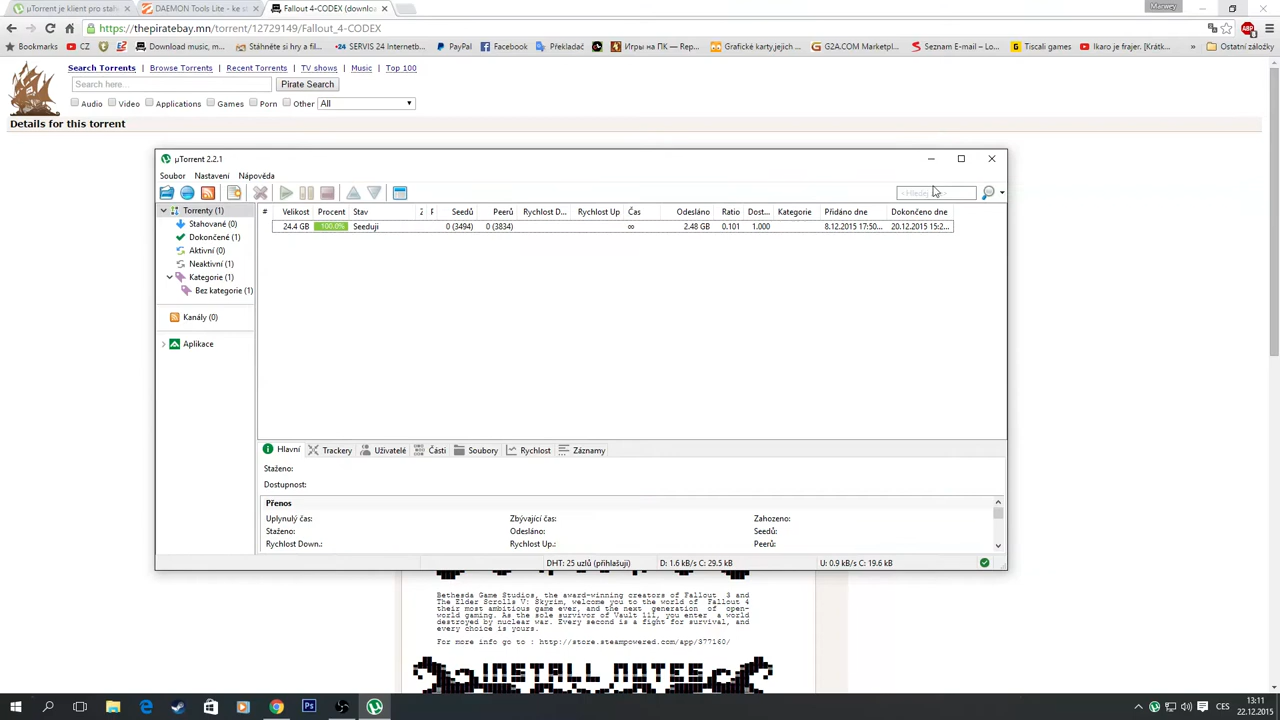 µTorrent je klient pro staho
DAEMON Tools Lite - ke st
Fallout 4-CODEX (downloa
Marwey
https://thepiratebay.mn/torrent/12729149/Fallout_4-CODEX
Bookmarks
CZ
Download music, m...
Stáhněte si hry a f...
SERVIS 24 Internetb...
PayPal
Facebook
Překladač
Игры на ПК — Rep...
Grafické karty,jejich ...
G2A.COM Marketpl...
Seznam E-mail – Lo...
Tiscali games
Ikaro je frajer. [Krátk...
Ostatní záložky
Search Torrents | Browse Torrents | Recent Torrents | TV shows | Music | Top 100
Search here...
Pirate Search
Audio Video Applications Games Porn Other All
Details for this torrent
µTorrent 2.2.1
Soubor Nastavení Nápověda
Torrenty (1)
Stahované (0)
Dokončené (1)
Aktivní (0)
Neaktivní (1)
Kategorie (1)
Bez kategorie (1)
Kanály (0)
Aplikace
# Velikost Procent Stav Seedů Peerů Rychlost D... Rychlost Up Čas Odesláno Ratio Dost... Kategorie Přidáno dne Dokončeno dne
24.4 GB 100.0% Seeduji 0 (3494) 0 (3834) ∞ 2.48 GB 0.101 1.000 8.12.2015 17:50... 20.12.2015 15:2...
Hlavní Trackery Uživatelé Části Soubory Rychlost Záznamy
Staženo:
Dostupnost:
Přenos
Uplynulý čas: Zbývající čas: Zahozeno:
Staženo: Odesláno: Seedů:
Rychlost Down.: Rychlost Up.: Peerů:
DHT: 25 uzlů (přihlašuji) D: 1.6 kB/s C: 29.5 kB U: 0.9 kB/s C: 19.6 kB
Bethesda Game Studios, the award-winning creators of Fallout 3 and
The Elder Scrolls V: Skyrim, welcome you to the world of Fallout 4
their most ambitious game ever, and the next generation of open-
world gaming. As the sole survivor of Vault 111, you enter a world
destroyed by nuclear war. Every second is a fight for survival, and
every choice is yours.
For more info go to : http://store.steampowered.com/app/377160/
INSTALL NOTES
CES
13:11
22.12.2015